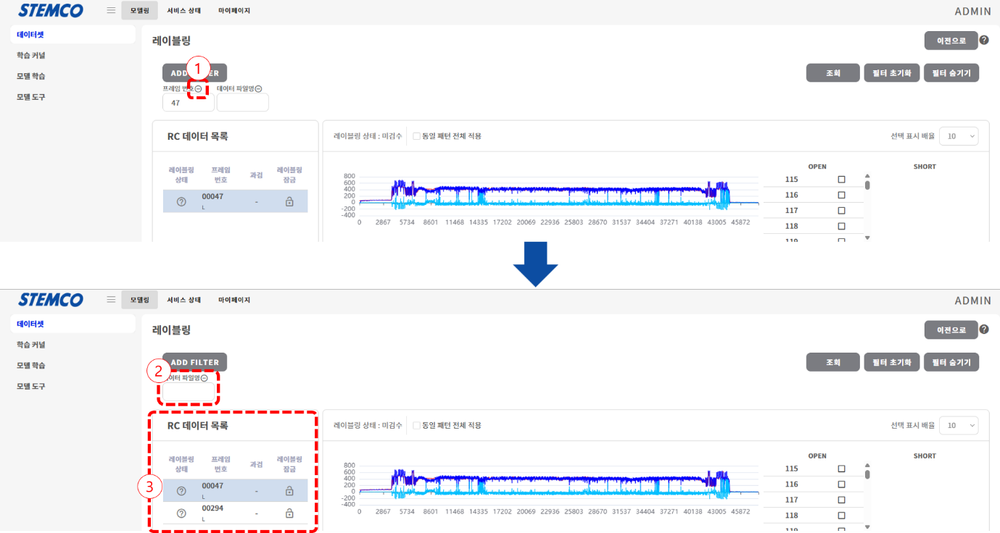 STEMCO 모델링 서비스 상태 마이페이지 ADMIN
데이터셋
학습 커널
모델 학습
모델 도구
레이블링 이전으로 ?
1
조회 필터 초기화 필터 숨기기
프레임 번호 데이터 파일명
47
RC 데이터 목록
레이블링 상태 : 미검수 동일 패턴 전체 적용 선택 표시 배율 10
레이블링 상태 프레임 번호 과검 레이블링 잠금
? 00047 -
L
800
600
400
200
0
-200
-400
0 2867 5734 8601 11468 14335 17202 20069 22936 25803 28670 31537 34404 37271 40138 43005 45872
OPEN SHORT
115
116
117
118
119
STEMCO 모델링 서비스 상태 마이페이지 ADMIN
데이터셋
학습 커널
모델 학습
모델 도구
레이블링 이전으로 ?
ADD FILTER 조회 필터 초기화 필터 숨기기
2
파일명
3
RC 데이터 목록
레이블링 상태 : 미검수 동일 패턴 전체 적용 선택 표시 배율 10
레이블링 상태 프레임 번호 과검 레이블링 잠금
? 00047 -
L
? 00294 -
L
800
600
400
200
0
-200
-400
0 2867 5734 8601 11468 14335 17202 20069 22936 25803 28670 31537 34404 37271 40138 43005 45872
OPEN SHORT
115
116
117
118